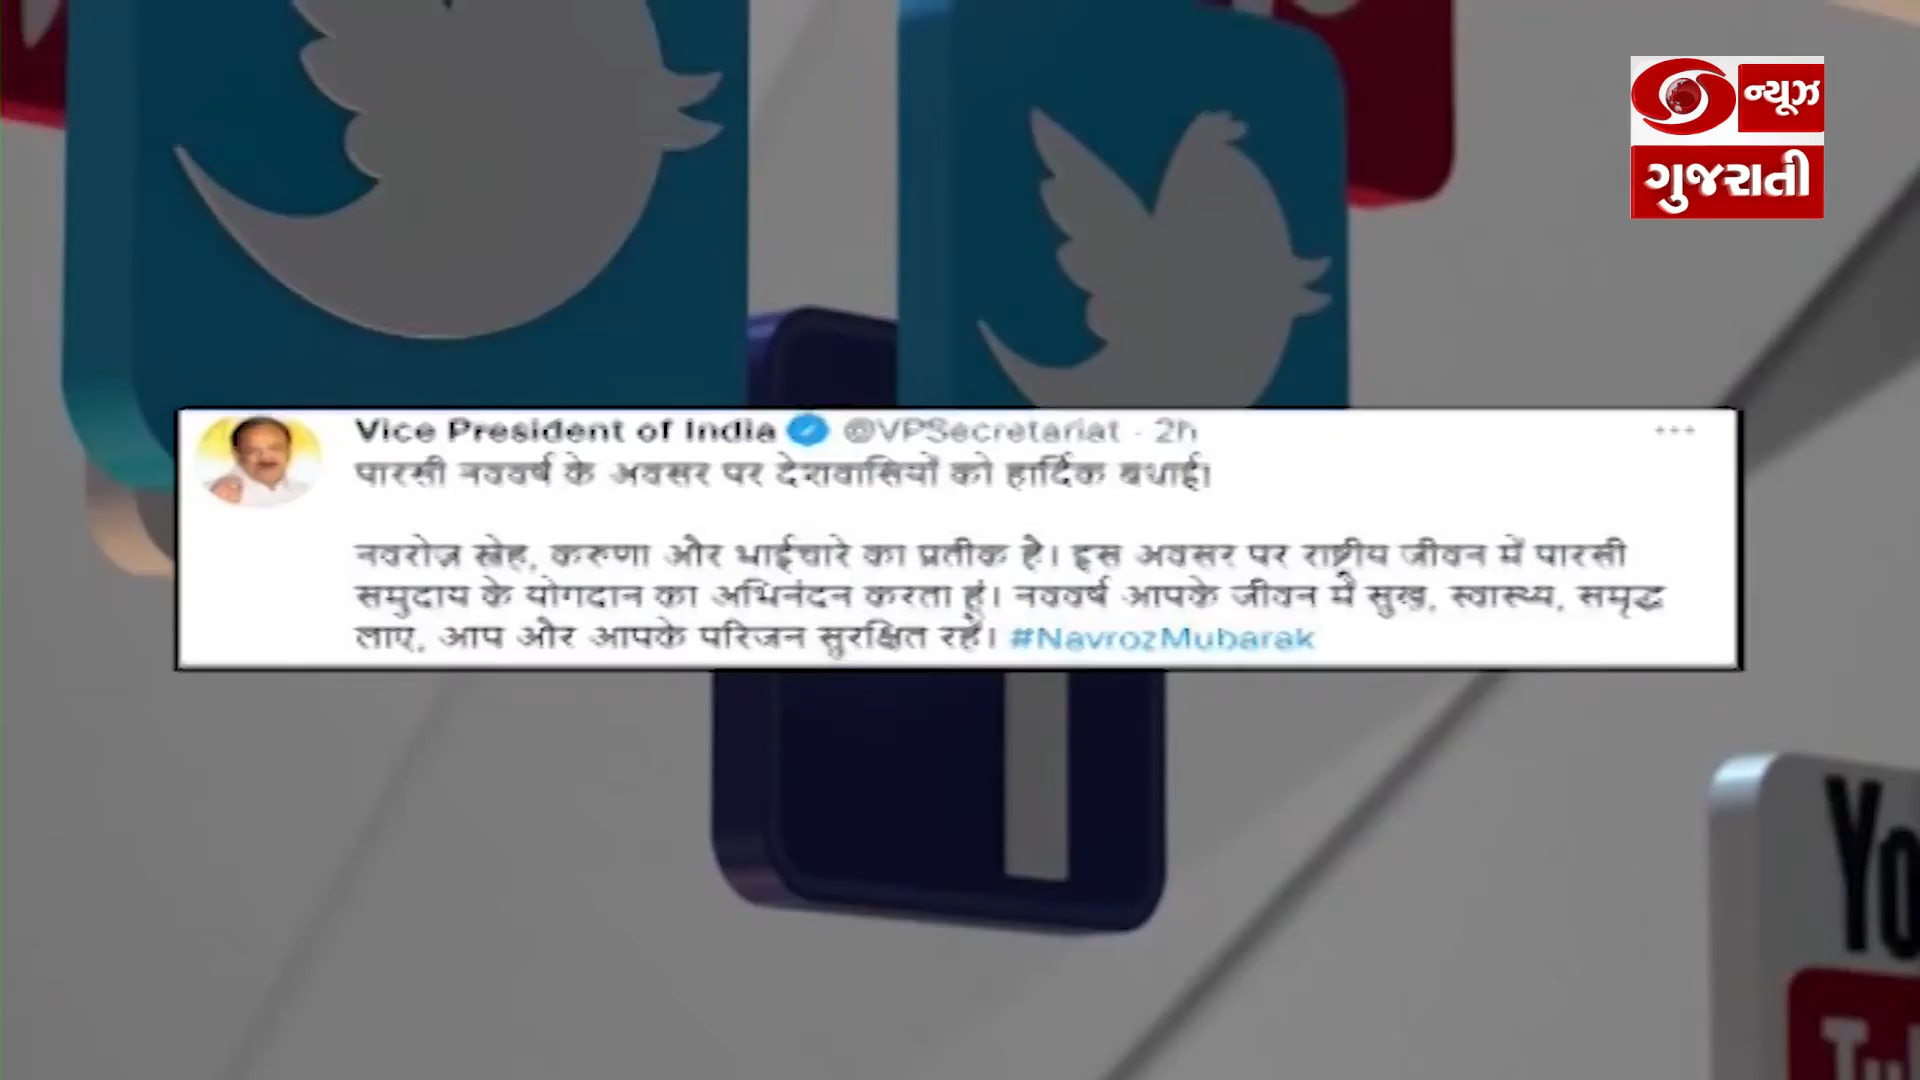 ન્યૂઝ
ગુજરાતી
Vice President of India @VPSecretariat · 2h
पारसी नववर्ष के अवसर पर देशवासियों को हार्दिक बधाई।
नवरोज़ स्नेह, करुणा और भाईचारे का प्रतीक है। इस अवसर पर राष्ट्रीय जीवन में पारसी
समुदाय के योगदान का अभिनंदन करता हूं। नववर्ष आपके जीवन में सुख, स्वास्थ्य, समृद्ध
लाए, आप और आपके परिजन सुरक्षित रहें। #NavrozMubarak
Yo
Tu